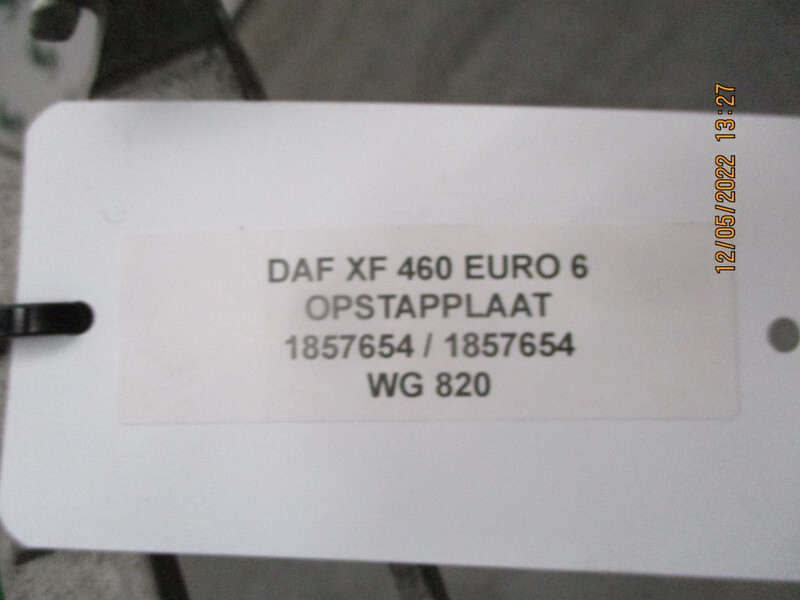 DAF XF 460 EURO 6
OPSTAPPLAAT
1857654 / 1857654
WG 820
12/05/2022 13:27